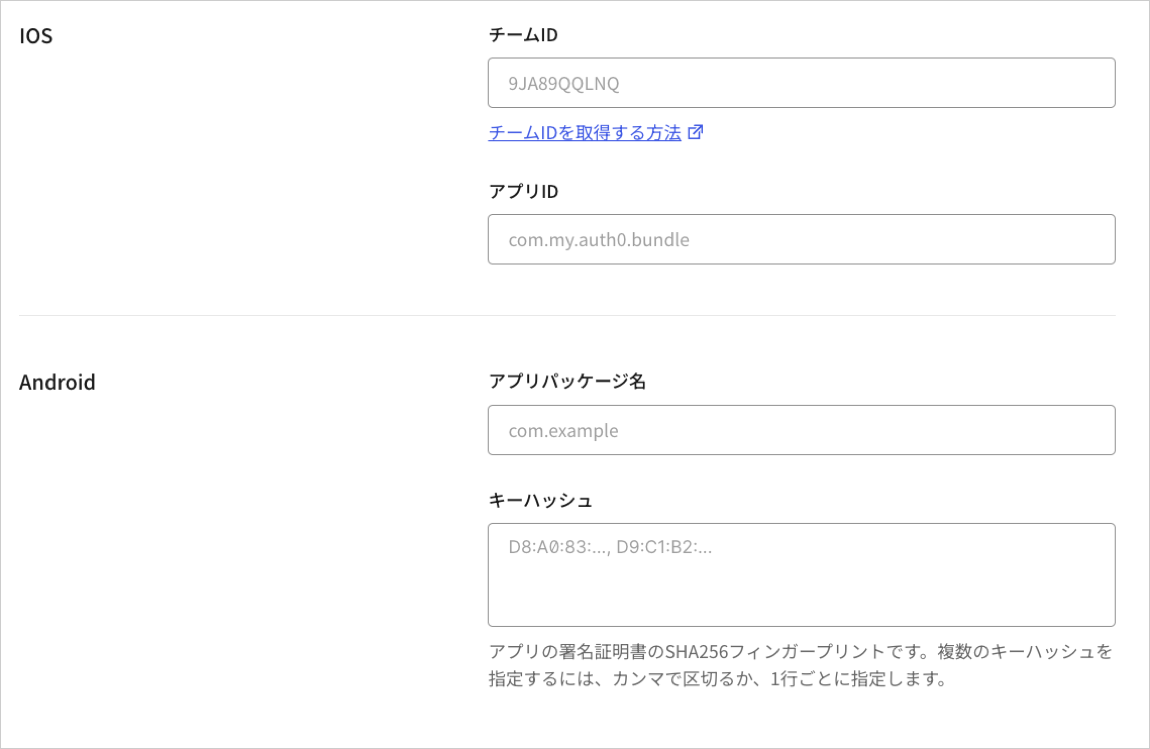 IOS
チームID
9JA89QQLNQ
チームIDを取得する方法
アプリID
com.my.auth0.bundle
Android
アプリパッケージ名
com.example
キーハッシュ
D8:A0:83:..., D9:C1:B2:...
アプリの署名証明書のSHA256フィンガープリントです。複数のキーハッシュを
指定するには、カンマで区切るか、1行ごとに指定します。